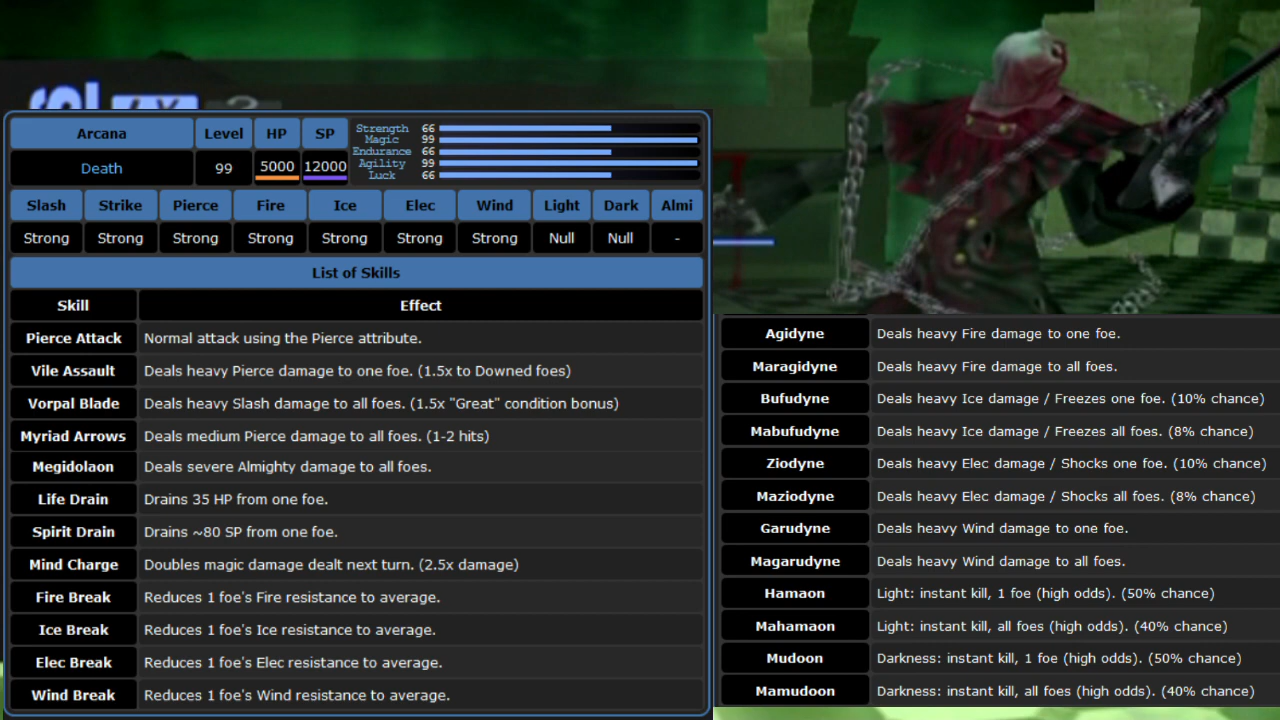 Arcana Level HP SP
Death 99 5000 12000
Strength 66
Magic 99
Endurance 66
Agility 99
Luck 66
Slash Strike Pierce Fire Ice Elec Wind Light Dark Almi
Strong Strong Strong Strong Strong Strong Strong Null Null -
List of Skills
Skill Effect
Pierce Attack Normal attack using the Pierce attribute.
Vile Assault Deals heavy Pierce damage to one foe. (1.5x to Downed foes)
Vorpal Blade Deals heavy Slash damage to all foes. (1.5x "Great" condition bonus)
Myriad Arrows Deals medium Pierce damage to all foes. (1-2 hits)
Megidolaon Deals severe Almighty damage to all foes.
Life Drain Drains 35 HP from one foe.
Spirit Drain Drains ~80 SP from one foe.
Mind Charge Doubles magic damage dealt next turn. (2.5x damage)
Fire Break Reduces 1 foe's Fire resistance to average.
Ice Break Reduces 1 foe's Ice resistance to average.
Elec Break Reduces 1 foe's Elec resistance to average.
Wind Break Reduces 1 foe's Wind resistance to average.
Agidyne Deals heavy Fire damage to one foe.
Maragidyne Deals heavy Fire damage to all foes.
Bufudyne Deals heavy Ice damage / Freezes one foe. (10% chance)
Mabufudyne Deals heavy Ice damage / Freezes all foes. (8% chance)
Ziodyne Deals heavy Elec damage / Shocks one foe. (10% chance)
Maziodyne Deals heavy Elec damage / Shocks all foes. (8% chance)
Garudyne Deals heavy Wind damage to one foe.
Magarudyne Deals heavy Wind damage to all foes.
Hamaon Light: instant kill, 1 foe (high odds). (50% chance)
Mahamaon Light: instant kill, all foes (high odds). (40% chance)
Mudoon Darkness: instant kill, 1 foe (high odds). (50% chance)
Mamudoon Darkness: instant kill, all foes (high odds). (40% chance)